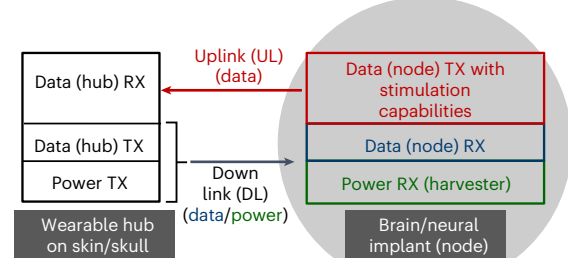 Uplink (UL)
(data)
Data (hub) RX
Data (hub) TX
Power TX
Down
link (DL)
(data/power)
Data (node) TX with
stimulation
capabilities
Data (node) RX
Power RX (harvester)
Wearable hub
on skin/skull
Brain/neural
implant (node)